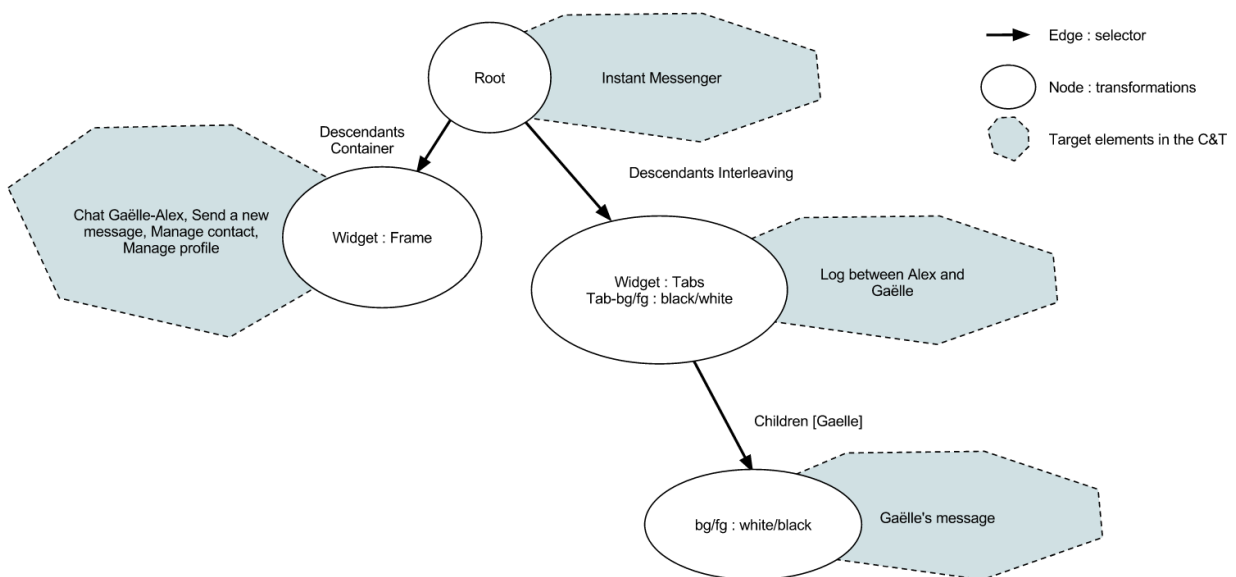 Root
Instant Messenger
Edge : selector
Node : transformations
Target elements in the C&T
Descendants
Container
Descendants Interleaving
Chat Gaëlle-Alex, Send a new
message, Manage contact,
Manage profile
Widget : Frame
Widget : Tabs
Tab-bg/fg : black/white
Log between Alex and
Gaëlle
Children [Gaelle]
bg/fg : white/black
Gaëlle's message